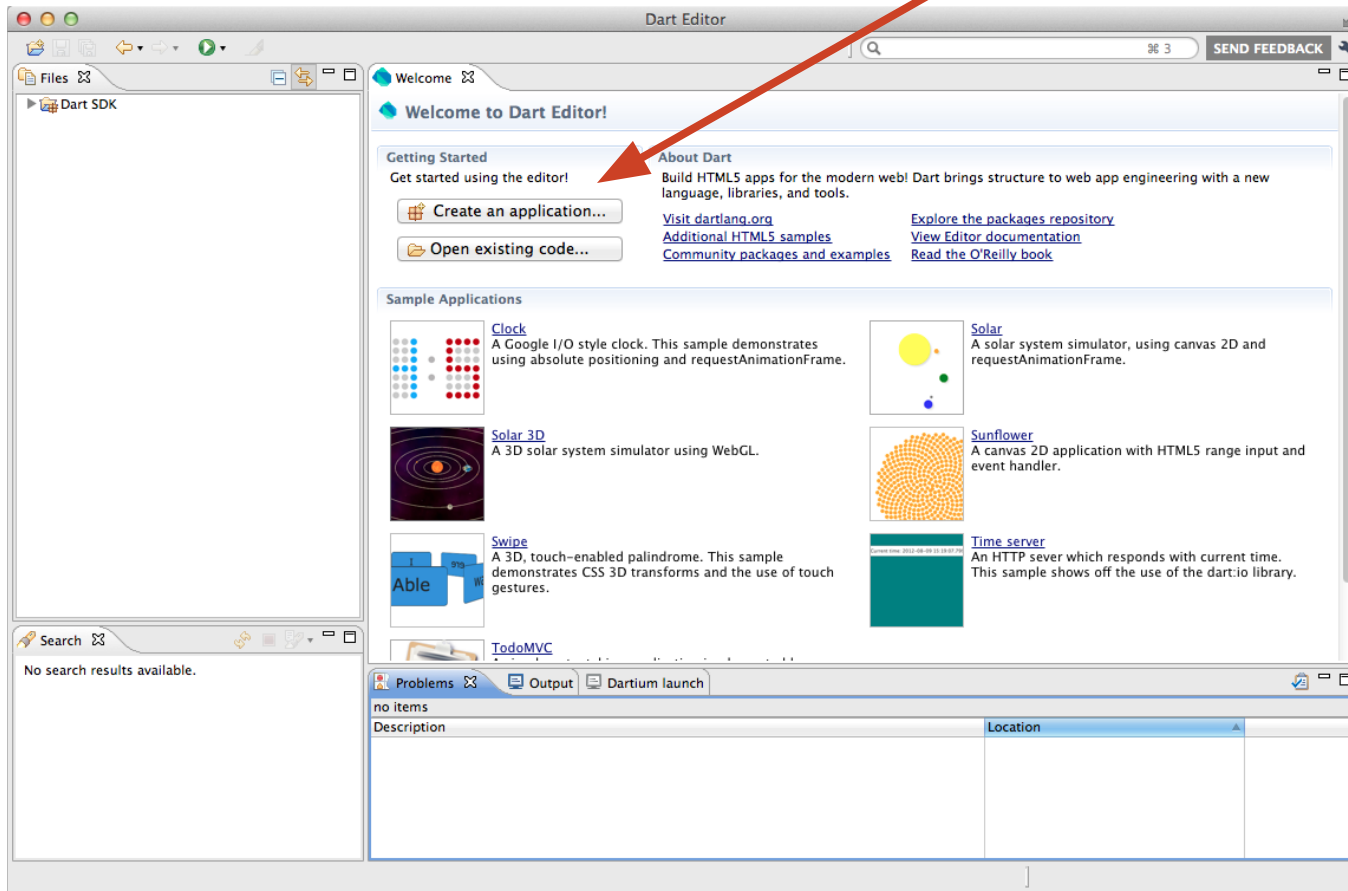 Dart Editor
⌘ 3
SEND FEEDBACK
Files
Dart SDK
Welcome
Welcome to Dart Editor!
Getting Started
Get started using the editor!
Create an application...
Open existing code...
About Dart
Build HTML5 apps for the modern web! Dart brings structure to web app engineering with a new
language, libraries, and tools.
Visit dartlang.org
Explore the packages repository
Additional HTML5 samples
View Editor documentation
Community packages and examples
Read the O'Reilly book
Sample Applications
Clock
A Google I/O style clock. This sample demonstrates
using absolute positioning and requestAnimationFrame.
Solar
A solar system simulator, using canvas 2D and
requestAnimationFrame.
Solar 3D
A 3D solar system simulator using WebGL.
Sunflower
A canvas 2D application with HTML5 range input and
event handler.
Able
Swipe
A 3D, touch-enabled palindrome. This sample
demonstrates CSS 3D transforms and the use of touch
gestures.
Time server
An HTTP sever which responds with current time.
This sample shows off the use of the dart:io library.
TodoMVC
Search
No search results available.
Problems
Output
Dartium launch
no items
Description
Location